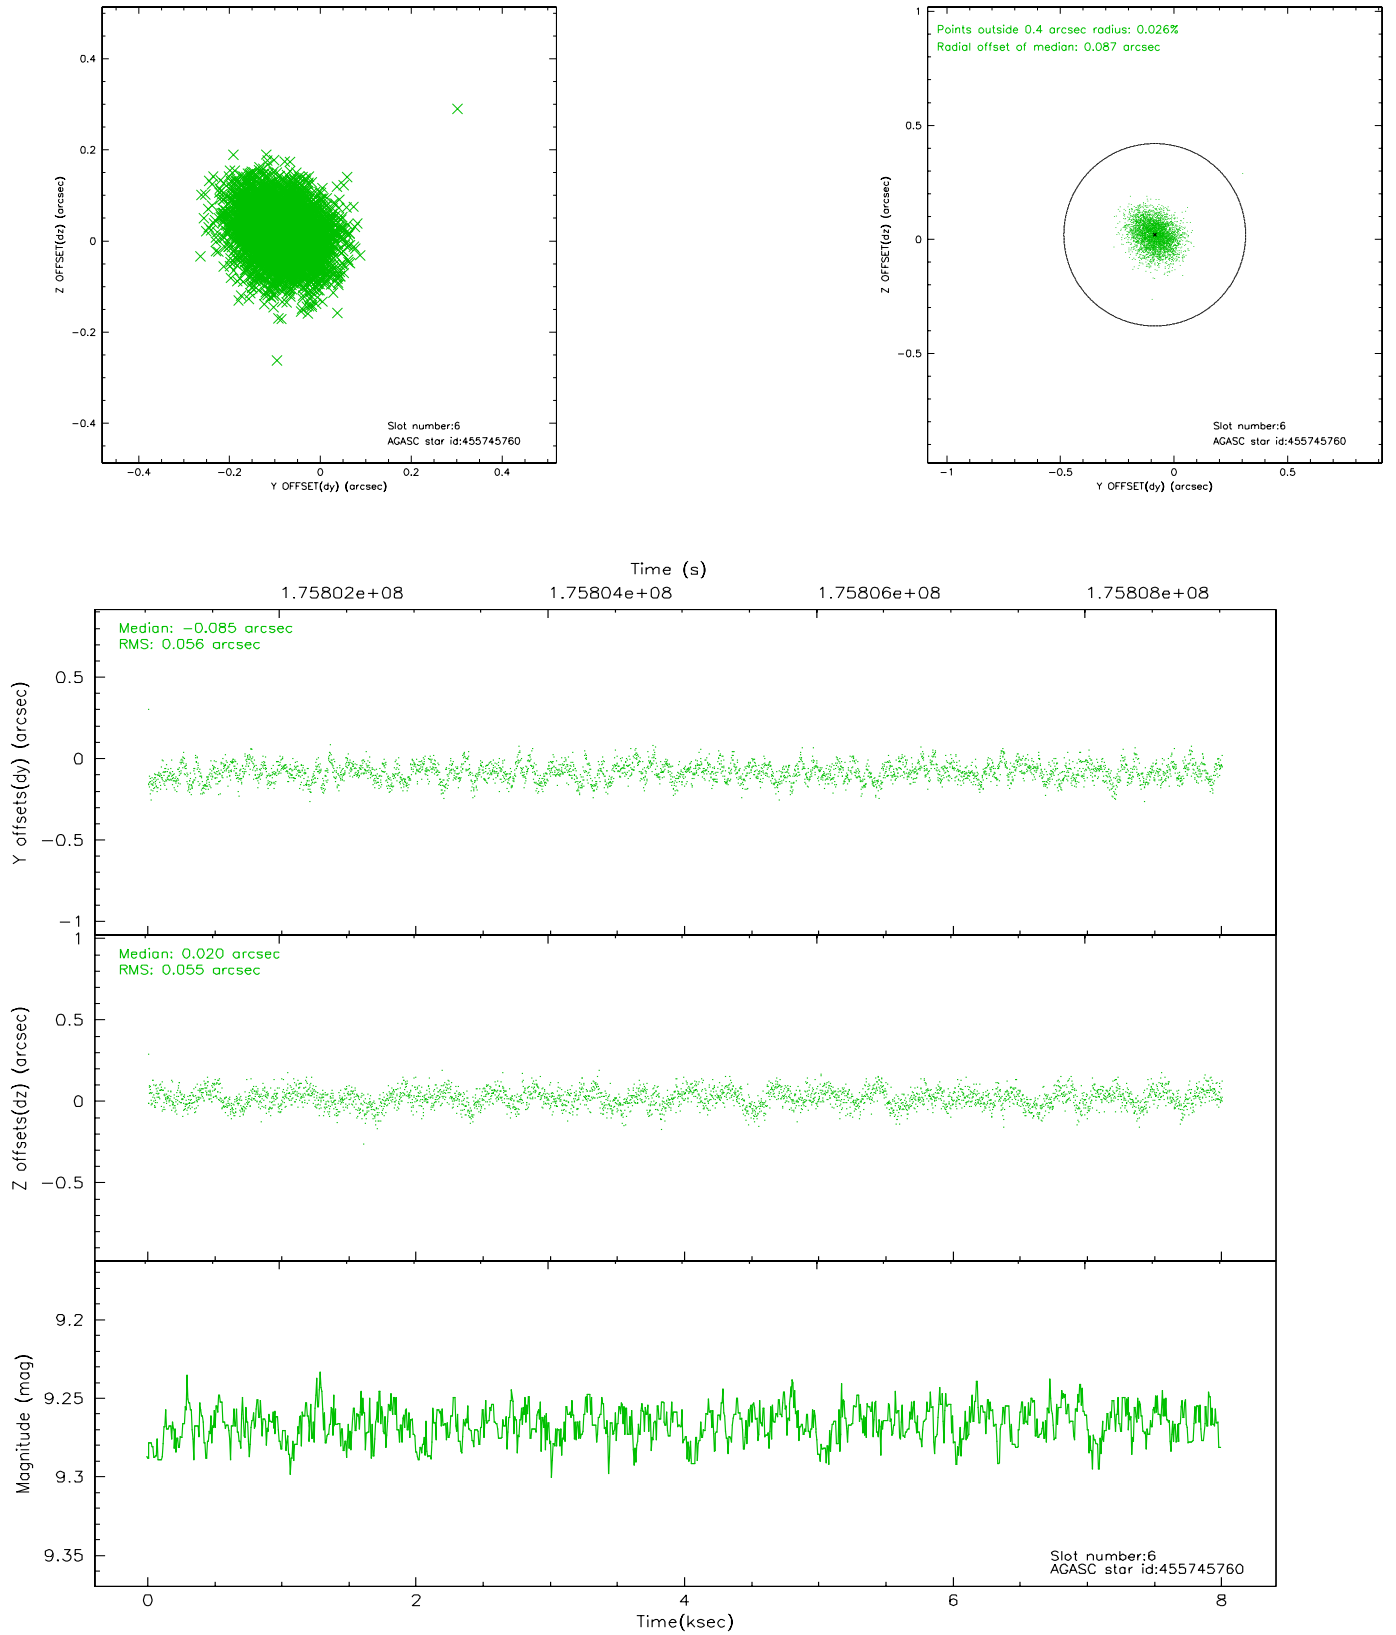 0.4
0.2
0
−0.2
−0.4
Z OFFSET(dz) (arcsec)
Slot number:6
AGASC star id:455745760
−0.4
−0.2
0
0.2
0.4
Y OFFSET(dy) (arcsec)
Points outside 0.4 arcsec radius: 0.026%
Radial offset of median: 0.087 arcsec
1
0.5
0
−0.5
Z OFFSET(dz) (arcsec)
Slot number:6
AGASC star id:455745760
−1
−0.5
0
0.5
Y OFFSET(dy) (arcsec)
Time (s)
1.75802e+08
1.75804e+08
1.75806e+08
1.75808e+08
Median: −0.085 arcsec
RMS: 0.056 arcsec
0.5
0
−0.5
−1
Y offsets(dy) (arcsec)
Median: 0.020 arcsec
RMS: 0.055 arcsec
1
0.5
0
−0.5
Z offsets(dz) (arcsec)
9.2
9.25
9.3
9.35
Magnitude (mag)
Slot number:6
AGASC star id:455745760
0
2
4
6
8
Time(ksec)